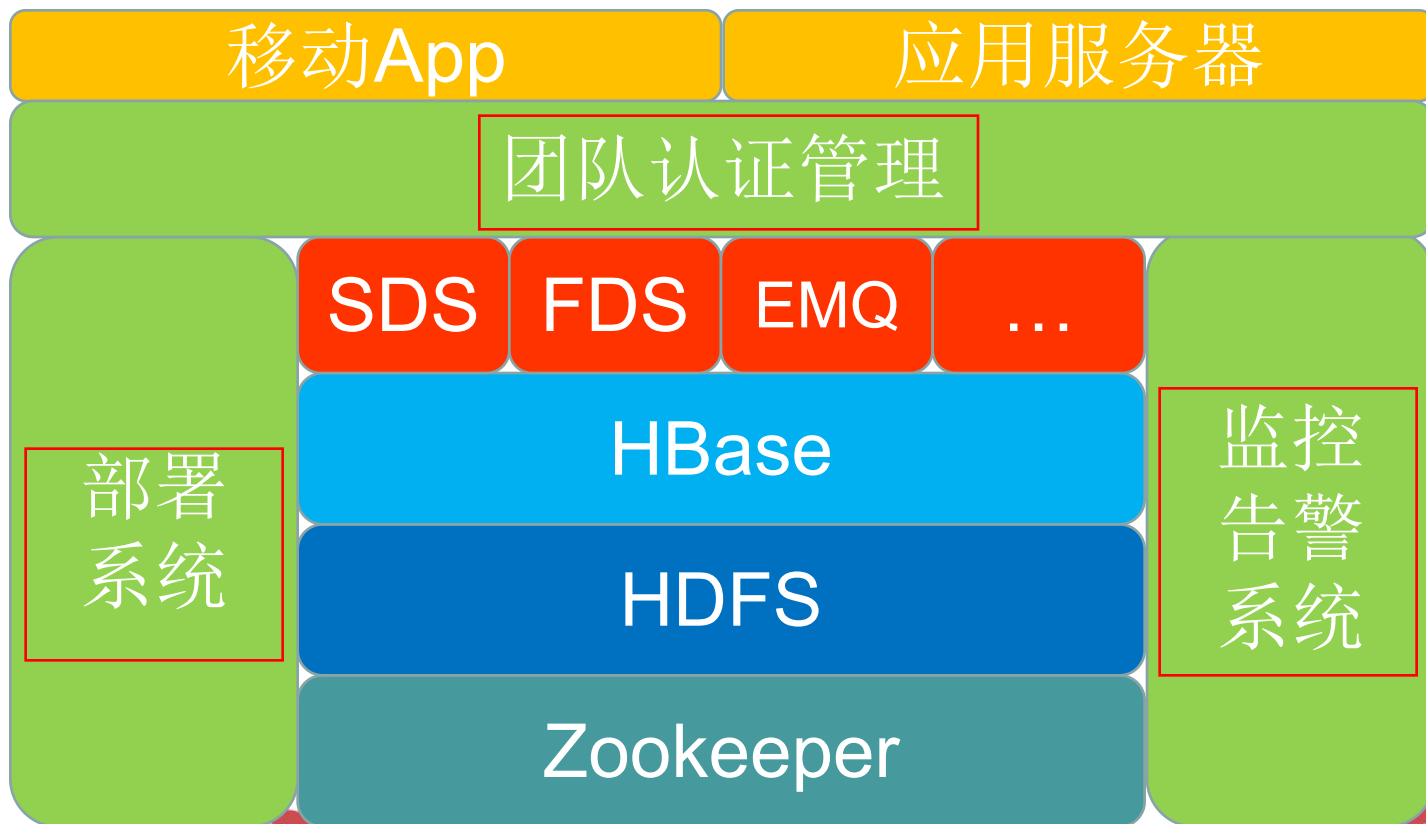 移动App
应用服务器
团队认证管理
SDS
FDS
EMQ
…
部署
系统
HBase
HDFS
Zookeeper
监控
告警
系统